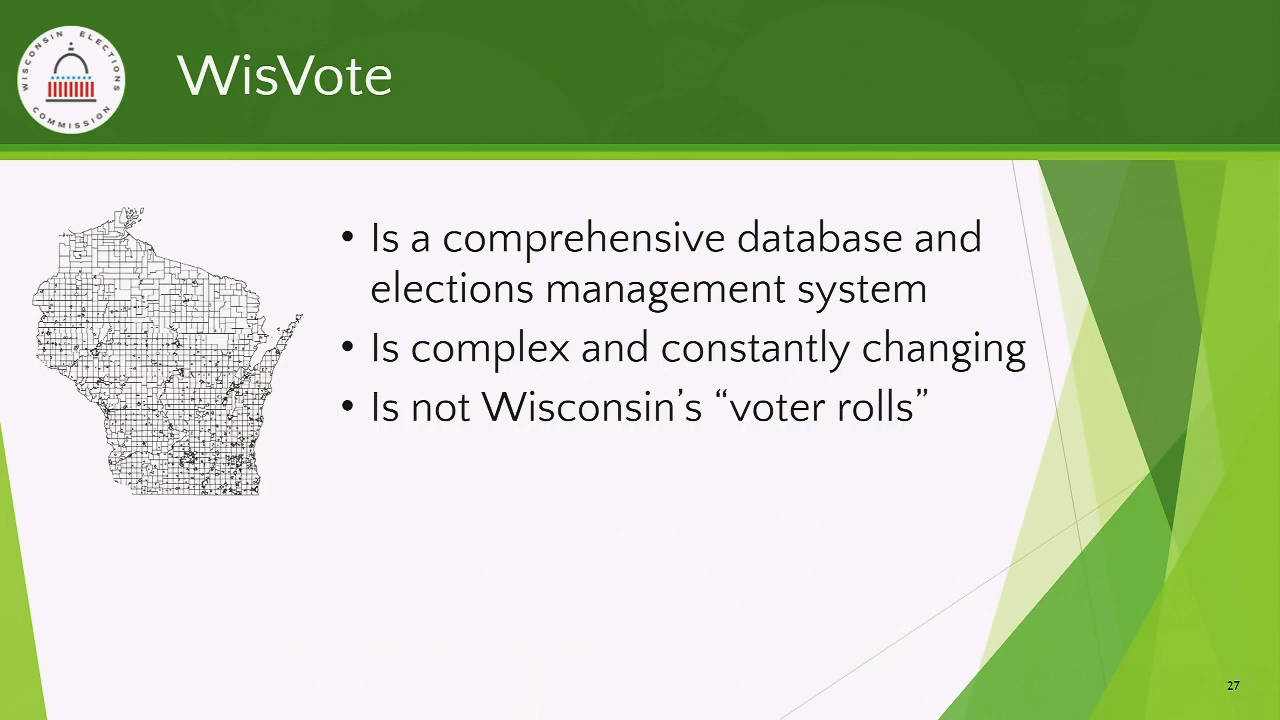 WISCONSIN ELECTIONS
COMMISSION
WisVote
• Is a comprehensive database and
elections management system
• Is complex and constantly changing
• Is not Wisconsin’s “voter rolls”
27